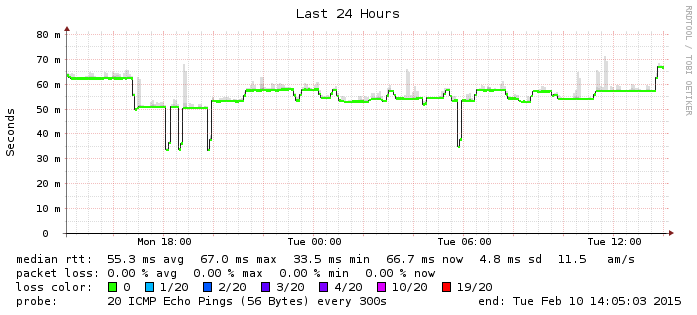 Last 24 Hours
RRDTOOL / TOBI OETIKER
Seconds
80 m
70 m
60 m
50 m
40 m
30 m
20 m
10 m
0
Mon 18:00 Tue 00:00 Tue 06:00 Tue 12:00
median rtt: 55.3 ms avg 67.0 ms max 33.5 ms min 66.7 ms now 4.8 ms sd 11.5 am/s
packet loss: 0.00 % avg 0.00 % max 0.00 % min 0.00 % now
loss color: 0 1/20 2/20 3/20 4/20 10/20 19/20
probe: 20 ICMP Echo Pings (56 Bytes) every 300s end: Tue Feb 10 14:05:03 2015